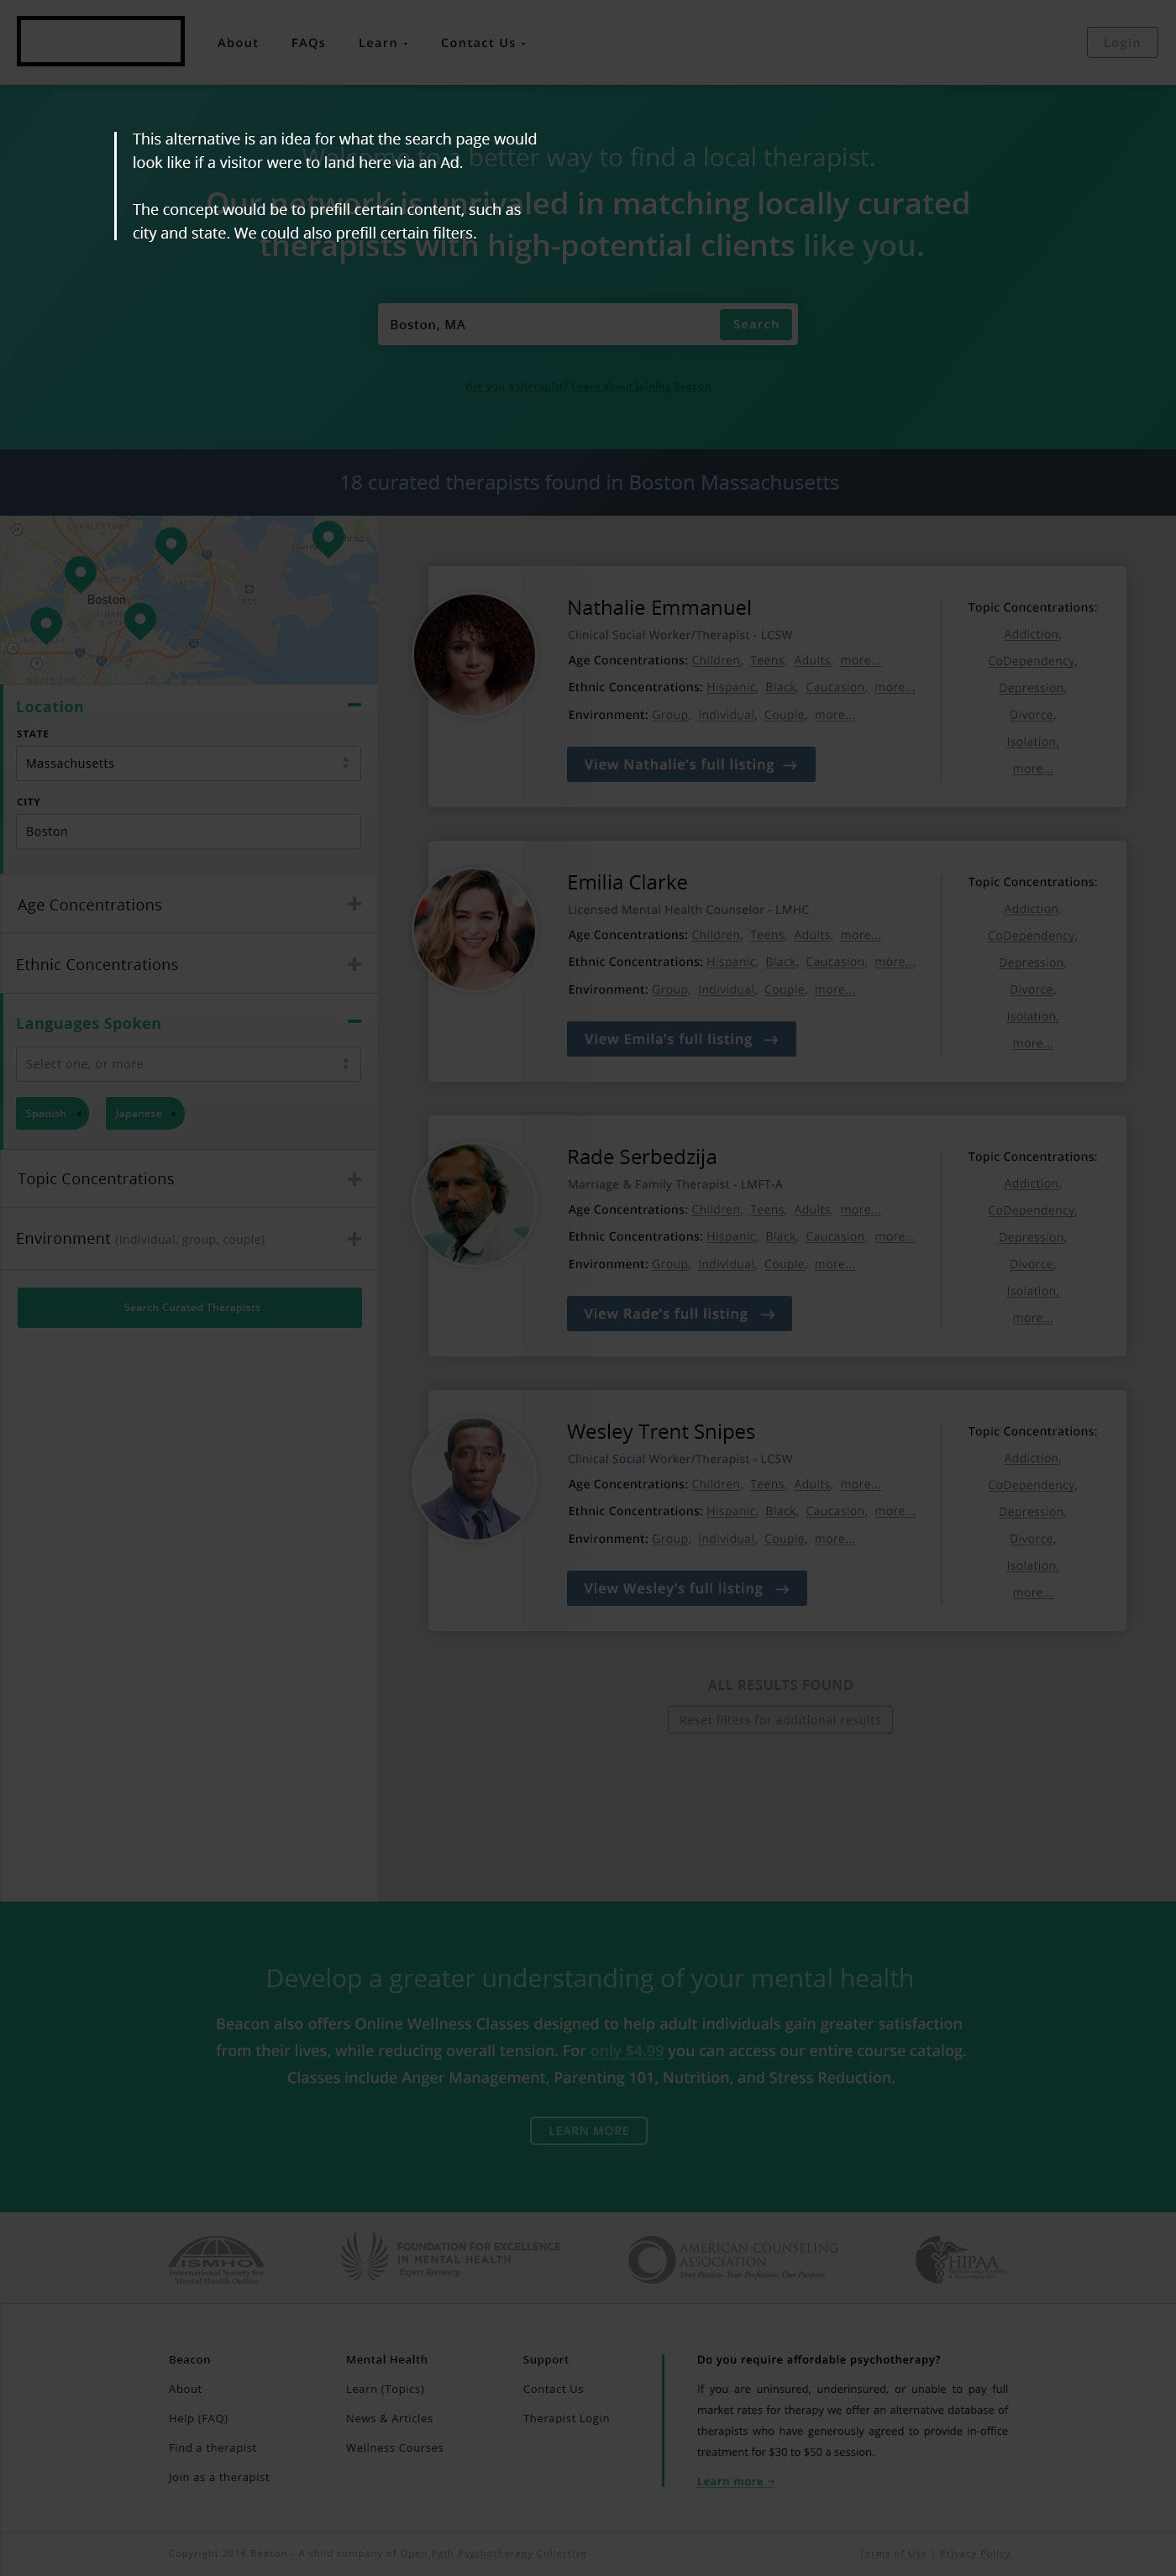 About FAQs Learn Contact Us Login
This alternative is an idea for what the search page would
look like if a visitor were to land here via an Ad.
The concept would be to prefill certain content, such as
city and state. We could also prefill certain filters.
better way to find a local therapist.
Our network is unrivaled in matching locally curated
therapists with high-potential clients like you.
Boston, MA Search
Are you a therapist? Learn about joining Beacon
18 curated therapists found in Boston Massachusetts
CHARLESTOWN
Boston
BOS
SOUTH END
Location
STATE
Massachusetts
CITY
Boston
Age Concentrations
Ethnic Concentrations
Languages Spoken
Select one, or more
Spanish x Japanese x
Topic Concentrations
Environment (Individual, group, couple)
Search Curated Therapists
Nathalie Emmanuel
Clinical Social Worker/Therapist - LCSW
Age Concentrations: Children, Teens, Adults, more...
Ethnic Concentrations: Hispanic, Black, Caucasion, more...
Environment: Group, Individual, Couple, more...
View Nathalie's full listing →
Topic Concentrations:
Addiction,
CoDependency,
Depression,
Divorce,
Isolation,
more...
Emilia Clarke
Licensed Mental Health Counselor - LMHC
Age Concentrations: Children, Teens, Adults, more...
Ethnic Concentrations: Hispanic, Black, Caucasion, more...
Environment: Group, Individual, Couple, more...
View Emila's full listing →
Topic Concentrations:
Addiction,
CoDependency,
Depression,
Divorce,
Isolation,
more...
Rade Serbedzija
Marriage & Family Therapist - LMFT-A
Age Concentrations: Children, Teens, Adults, more...
Ethnic Concentrations: Hispanic, Black, Caucasion, more...
Environment: Group, Individual, Couple, more...
View Rade's full listing →
Topic Concentrations:
Addiction,
CoDependency,
Depression,
Divorce,
Isolation,
more...
Wesley Trent Snipes
Clinical Social Worker/Therapist - LCSW
Age Concentrations: Children, Teens, Adults, more...
Ethnic Concentrations: Hispanic, Black, Caucasion, more...
Environment: Group, Individual, Couple, more...
View Wesley's full listing →
Topic Concentrations:
Addiction,
CoDependency,
Depression,
Divorce,
Isolation,
more...
ALL RESULTS FOUND
Reset filters for additional results
Develop a greater understanding of your mental health
Beacon also offers Online Wellness Classes designed to help adult individuals gain greater satisfaction
from their lives, while reducing overall tension. For only $4.99 you can access our entire course catalog.
Classes include Anger Management, Parenting 101, Nutrition, and Stress Reduction.
LEARN MORE
ISMHO
International Society for
Mental Health Online
FOUNDATION FOR EXCELLENCE
IN MENTAL HEALTH
Expect Recovery
AMERICAN COUNSELING
ASSOCIATION
Your Passion. Your Profession. Our Purpose.
HIPAA
Beacon
About
Help (FAQ)
Find a therapist
Join as a therapist
Mental Health
Learn (Topics)
News & Articles
Wellness Courses
Support
Contact Us
Therapist Login
Do you require affordable psychotherapy?
If you are uninsured, underinsured, or unable to pay full
market rates for therapy we offer an alternative database of
therapists who have generously agreed to provide in-office
treatment for $30 to $50 a session.
Learn more →
Copyright 2016 Beacon - A child company of Open Path Psychotherapy Collective
Terms of Use | Privacy Policy